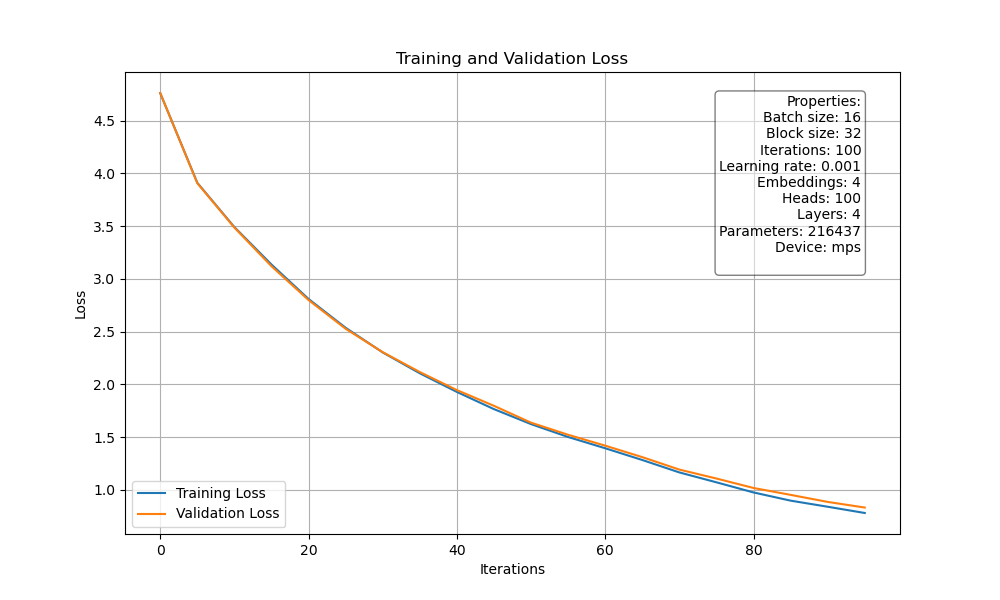 Training and Validation Loss
Properties:
Batch size: 16
Block size: 32
Iterations: 100
Learning rate: 0.001
Embeddings: 4
Heads: 100
Layers: 4
Parameters: 216437
Device: mps
4.5
4.0
3.5
3.0
2.5
2.0
1.5
1.0
Loss
Training Loss
Validation Loss
0 20 40 60 80
Iterations